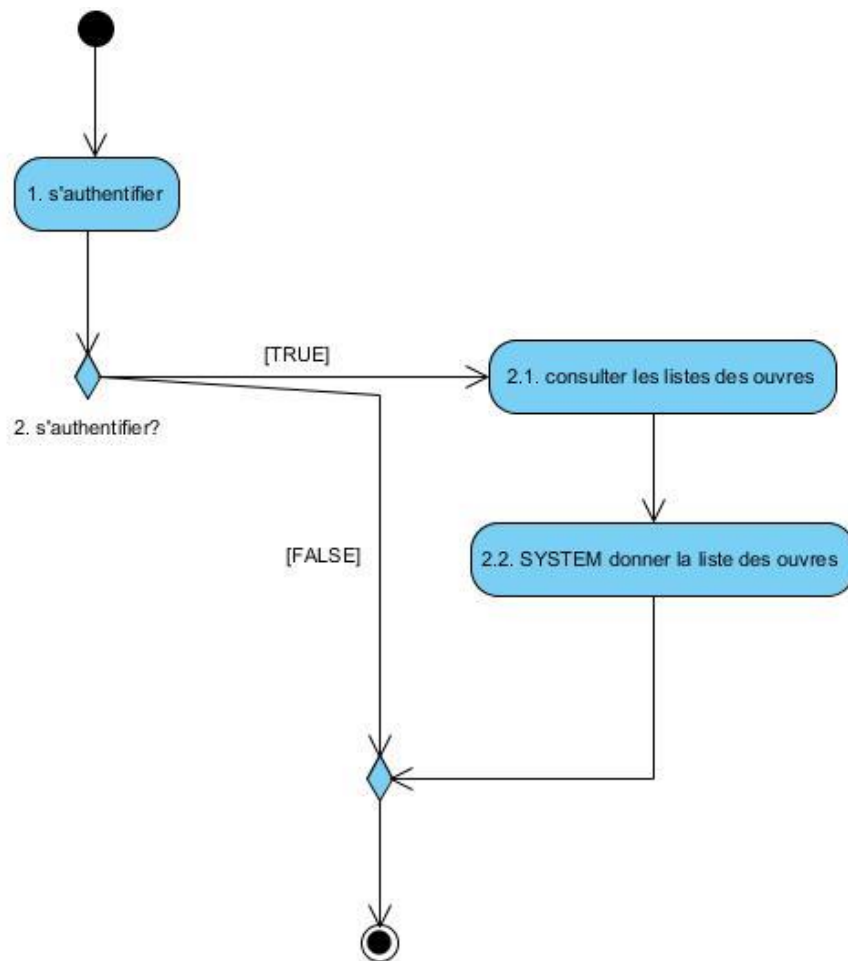 1. s'authentifier
[TRUE]
2.1. consulter les listes des ouvres
2. s'authentifier?
2.2. SYSTEM donner la liste des ouvres
[FALSE]